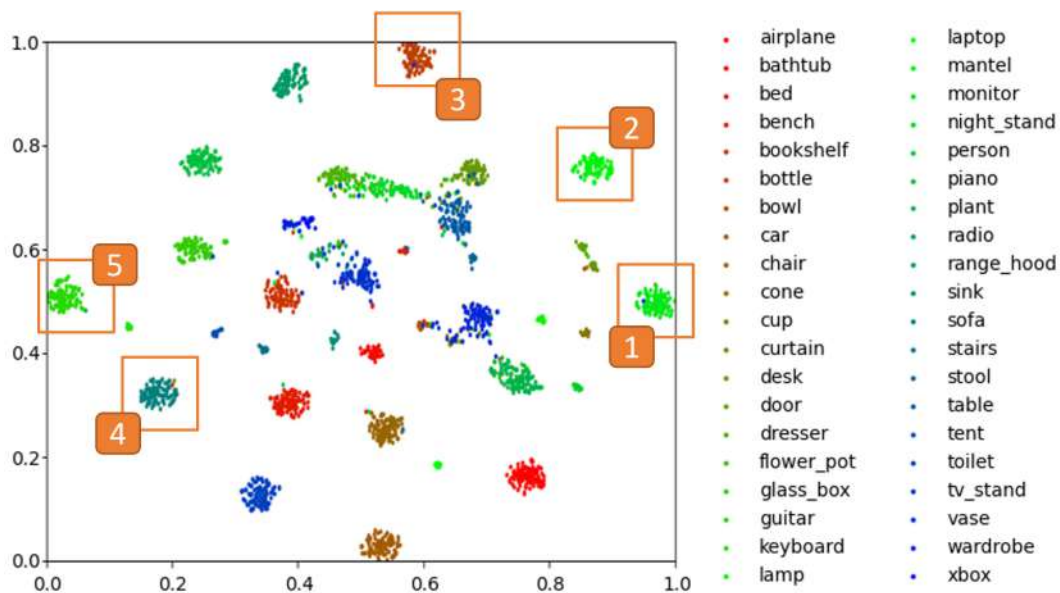 1.0
0.8
0.6
0.4
0.2
0.0
0.0 0.2 0.4 0.6 0.8 1.0
3
2
5
1
4
airplane
bathtub
bed
bench
bookshelf
bottle
bowl
car
chair
cone
cup
curtain
desk
door
dresser
flower_pot
glass_box
guitar
keyboard
lamp
laptop
mantel
monitor
night_stand
person
piano
plant
radio
range_hood
sink
sofa
stairs
stool
table
tent
toilet
tv_stand
vase
wardrobe
xbox